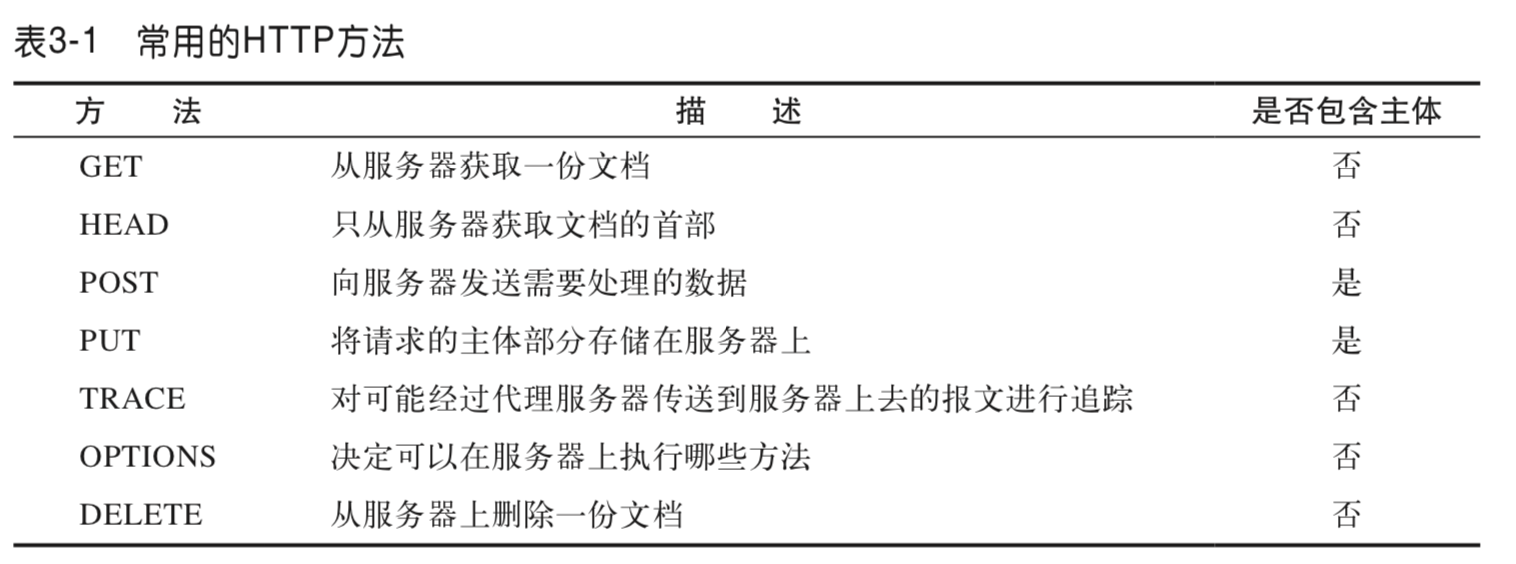 表3-1 常用的HTTP方法
方 法 描 述 是否包含主体
GET 从服务器获取一份文档 否
HEAD 只从服务器获取文档的首部 否
POST 向服务器发送需要处理的数据 是
PUT 将请求的主体部分存储在服务器上 是
TRACE 对可能经过代理服务器传送到服务器上去的报文进行追踪 否
OPTIONS 决定可以在服务器上执行哪些方法 否
DELETE 从服务器上删除一份文档 否